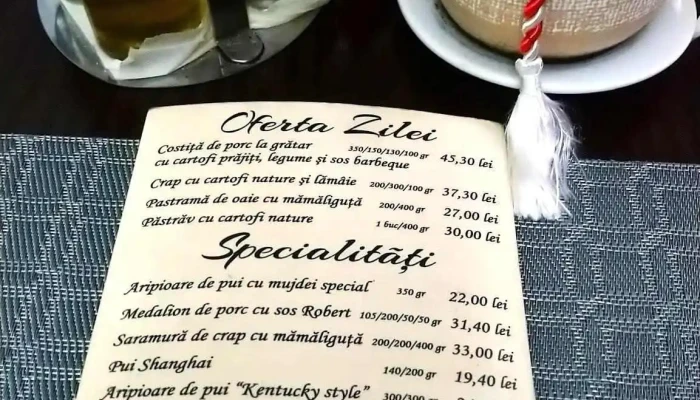 Oferta Zilei
Costiță de porc la grătar 350/150/130/100 gr 45,30 lei
cu cartofi prăjiți, legume și sos barbeque
Crap cu cartofi nature și lămâie 200/300/100 gr 37,30 lei
Pastramă de oaie cu mămăliguță 200/400 gr 27,00 lei
Păstrăv cu cartofi nature 1 buc/400 gr 30,00 lei
Specialități
Aripioare de pui cu mujdei special 350 gr 22,00 lei
Medalion de porc cu sos Robert 105/200/50/50 gr 31,40 lei
Saramură de crap cu mămăliguță 200/200/400 gr 33,00 lei
Pui Shanghai 140/200 gr 19,40 lei
Aripioare de pui "Kentucky style" 300/300